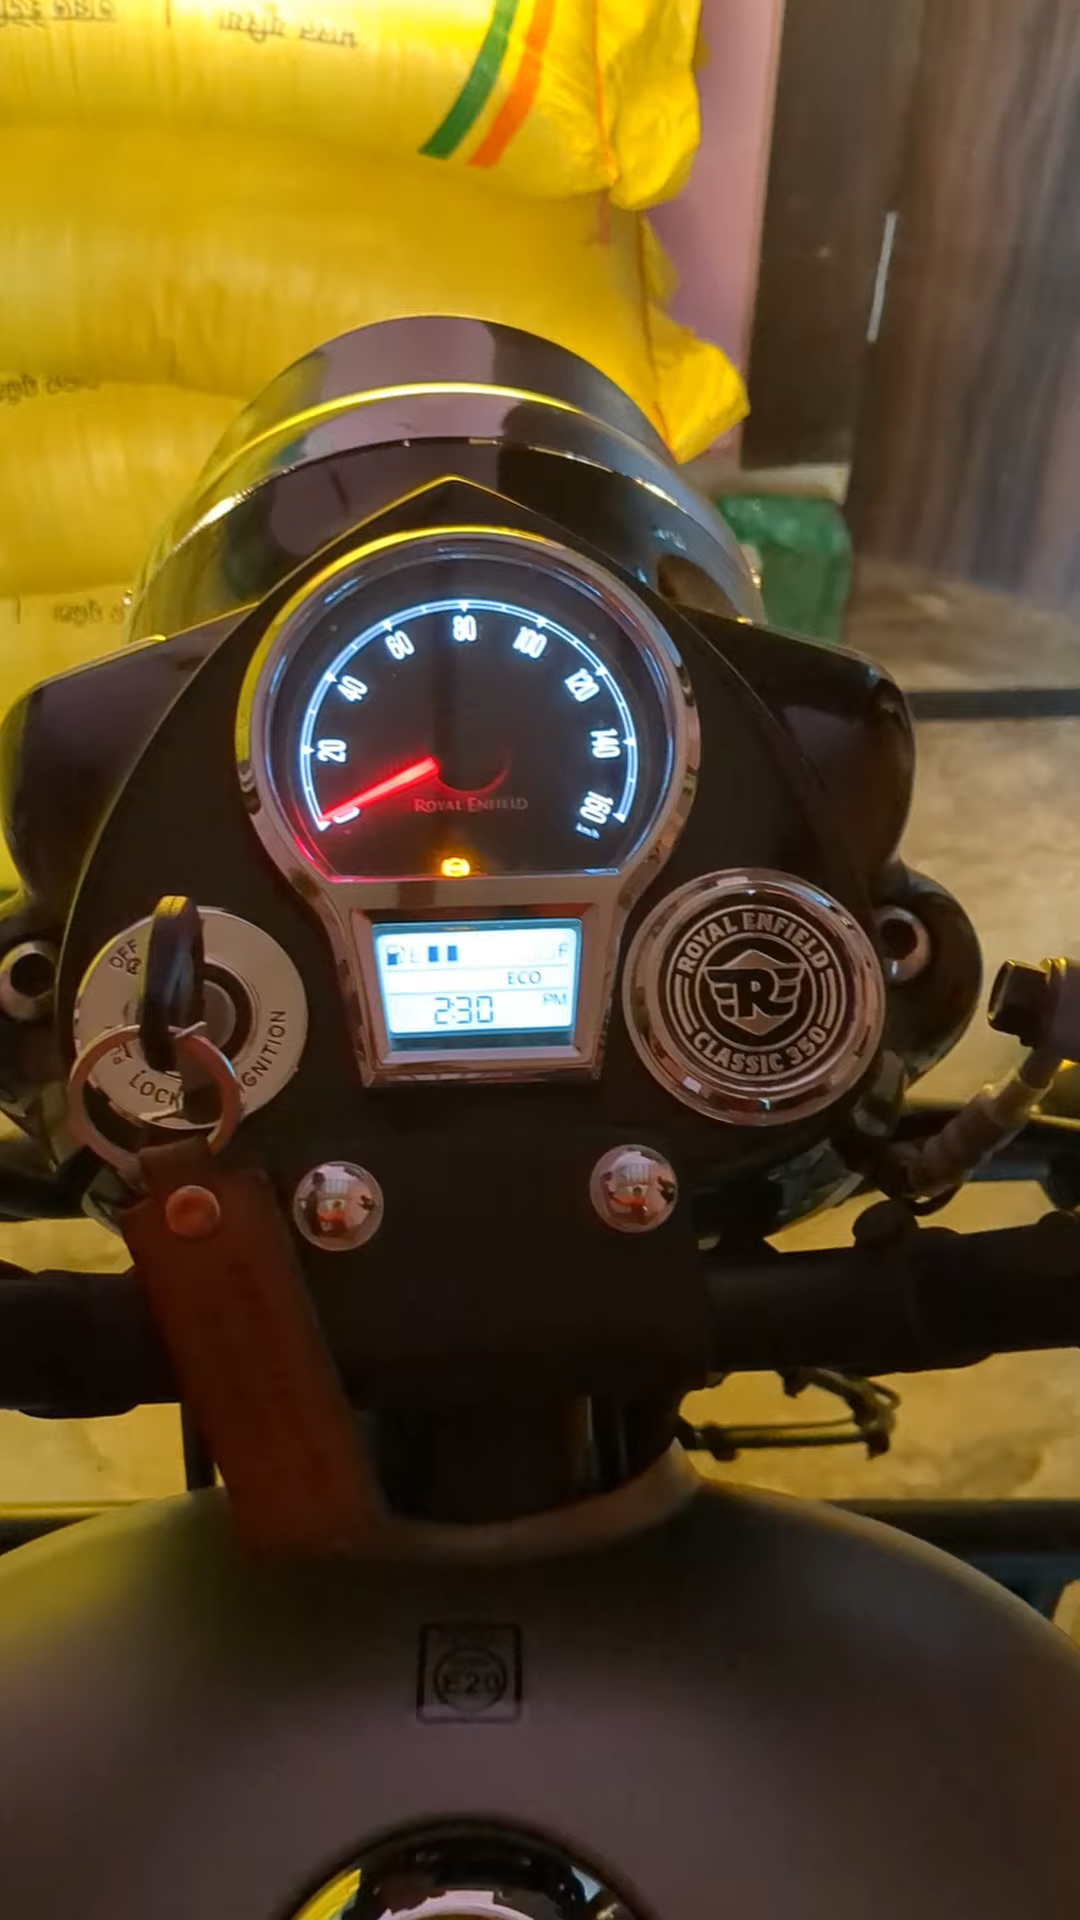 20
40
60
80
100
120
140
160
km/h
ROYAL ENFIELD
E
F
ECO
2:30 PM
OFF
LOCK
IGNITION
ROYAL ENFIELD
R
CLASSIC 350
E20